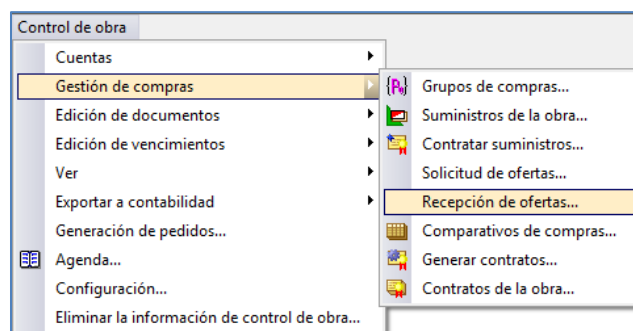 Control de obra
Cuentas
Gestión de compras
Edición de documentos
Edición de vencimientos
Ver
Exportar a contabilidad
Generación de pedidos...
Agenda...
Configuración...
Eliminar la información de control de obra...
Grupos de compras...
Suministros de la obra...
Contratar suministros...
Solicitud de ofertas...
Recepción de ofertas...
Comparativos de compras...
Generar contratos...
Contratos de la obra...